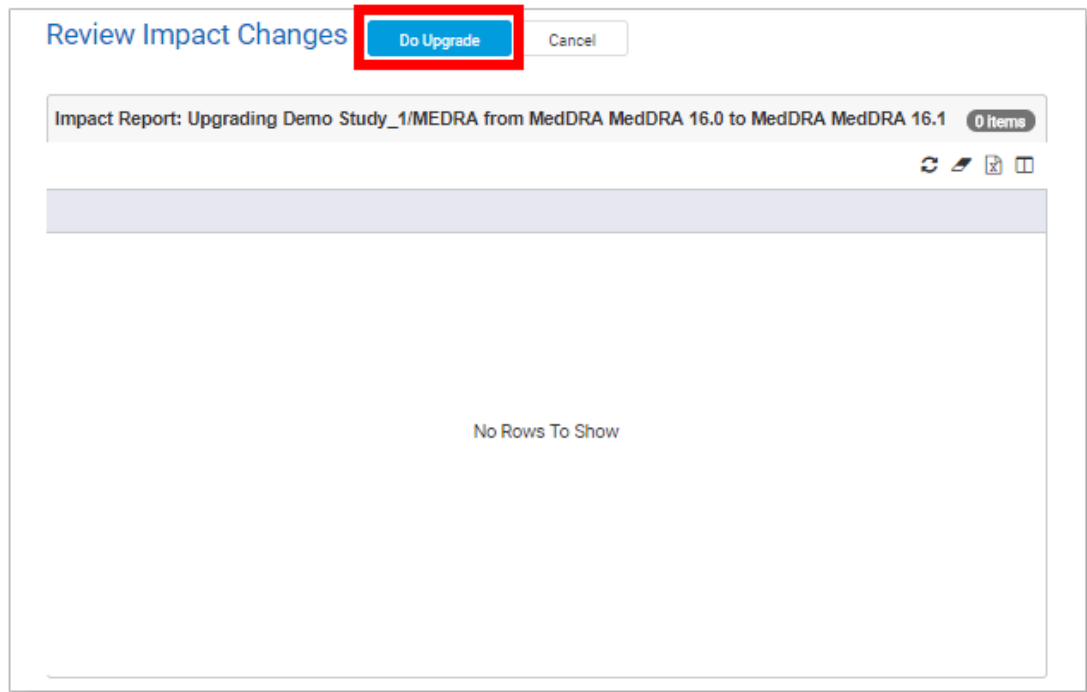 Review Impact Changes Do Upgrade Cancel
Impact Report: Upgrading Demo Study_1/MEDRA from MedDRA MedDRA 16.0 to MedDRA MedDRA 16.1 0 items
No Rows To Show